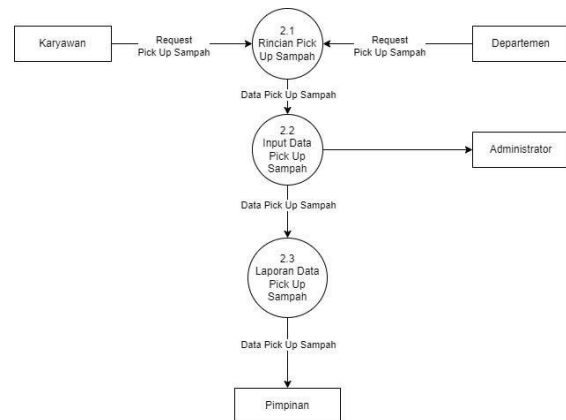 Karyawan
Request
Pick Up Sampah
2.1
Rincian Pick
Up Sampah
Request
Pick Up Sampah
Departemen
Data Pick Up Sampah
2.2
Input Data
Pick Up
Sampah
Administrator
Data Pick Up Sampah
2.3
Laporan Data
Pick Up
Sampah
Data Pick Up Sampah
Pimpinan